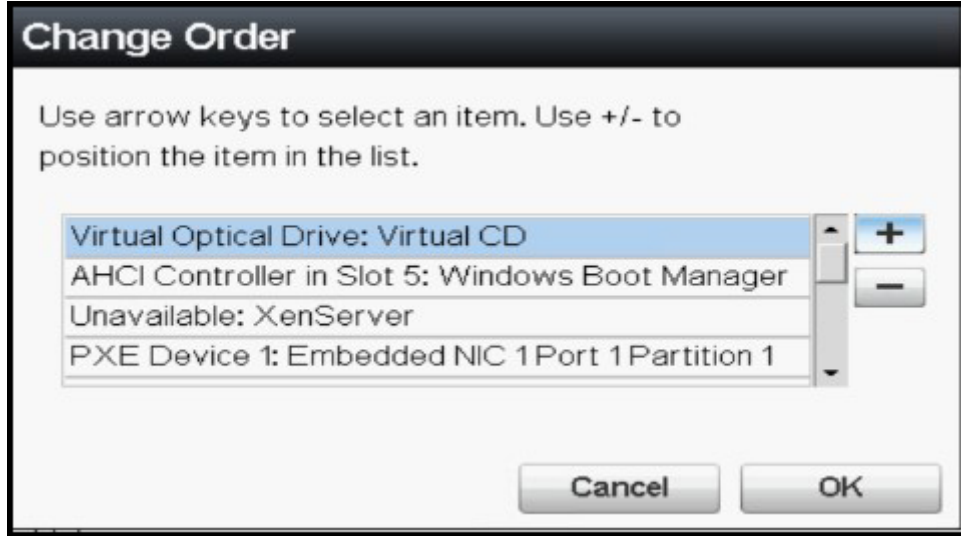 Change Order
Use arrow keys to select an item. Use +/- to
position the item in the list.
Virtual Optical Drive: Virtual CD
+
AHCI Controller in Slot 5: Windows Boot Manager
−
Unavailable: XenServer
PXE Device 1: Embedded NIC 1 Port 1 Partition 1
Cancel
OK